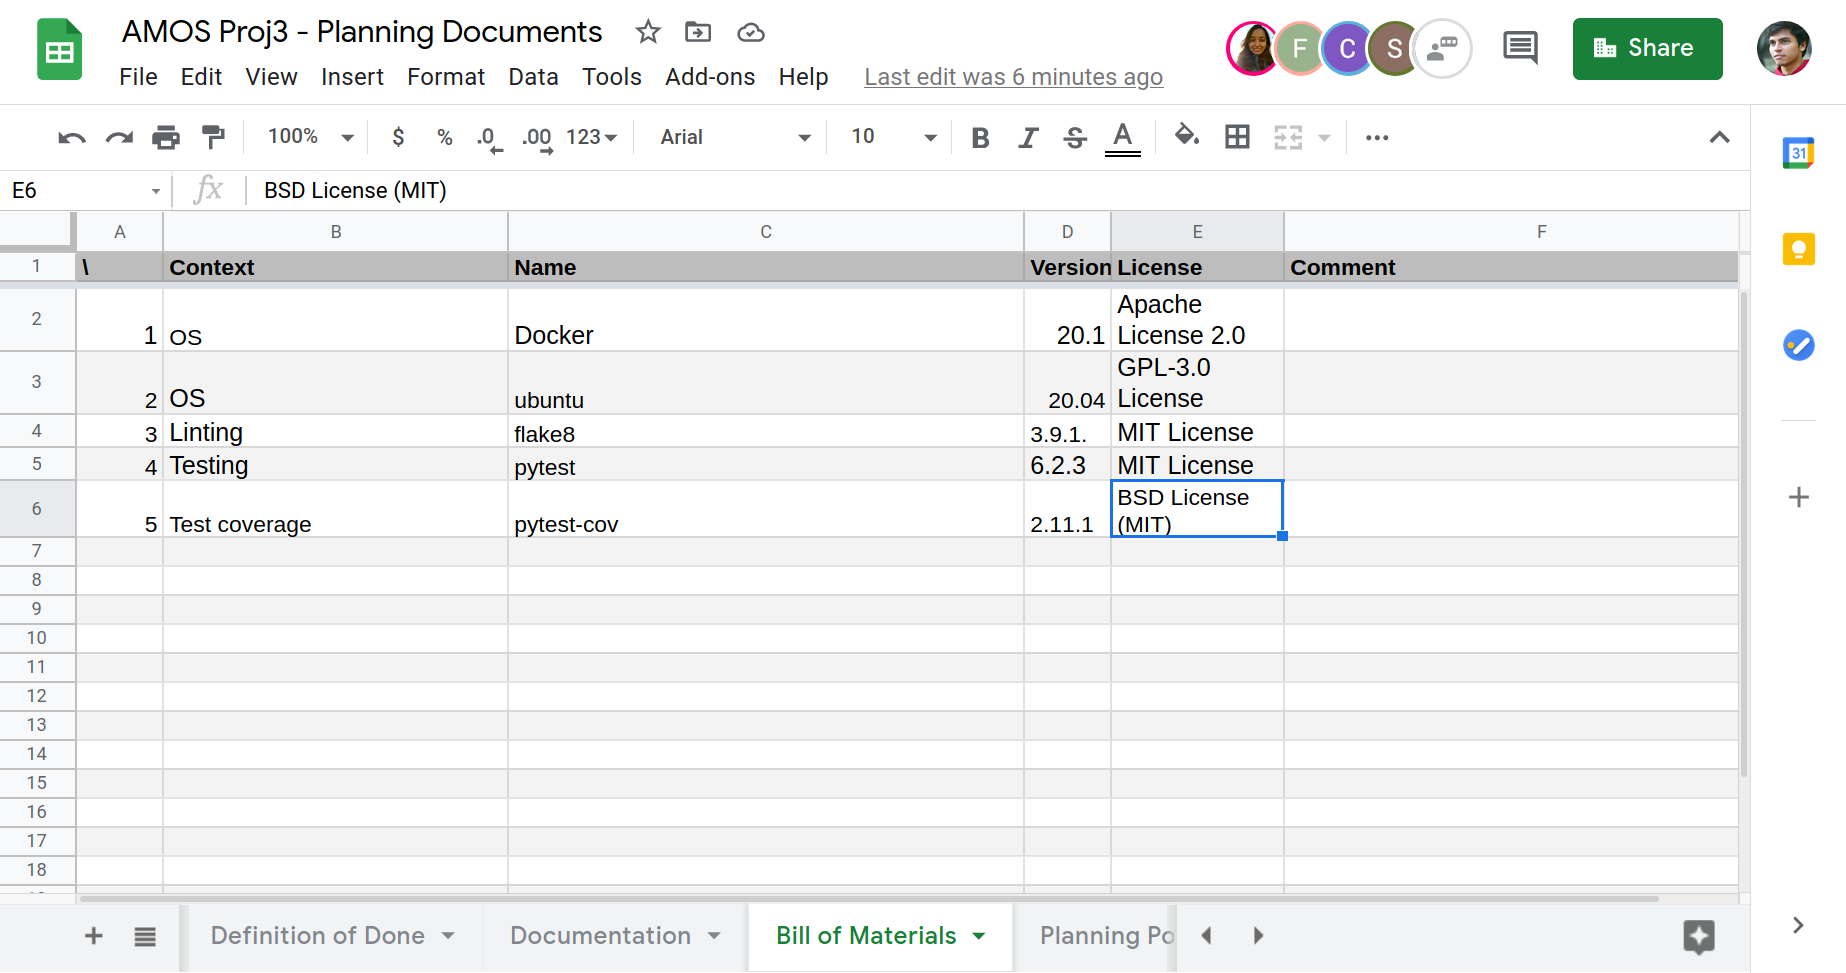 AMOS Proj3 - Planning Documents
File Edit View Insert Format Data Tools Add-ons Help Last edit was 6 minutes ago
F C S Share
100% $ % .0 .00 123 Arial 10 B I S A
31
E6 fx BSD License (MIT)
A B C D E F
1 \ Context Name Version License Comment
2 1 OS Docker 20.1 Apache
License 2.0
3 2 OS ubuntu 20.04 GPL-3.0
License
4 3 Linting flake8 3.9.1. MIT License
5 4 Testing pytest 6.2.3 MIT License
6 5 Test coverage pytest-cov 2.11.1 BSD License
(MIT)
7
8
9
10
11
12
13
14
15
16
17
18
Definition of Done Documentation Bill of Materials Planning Po